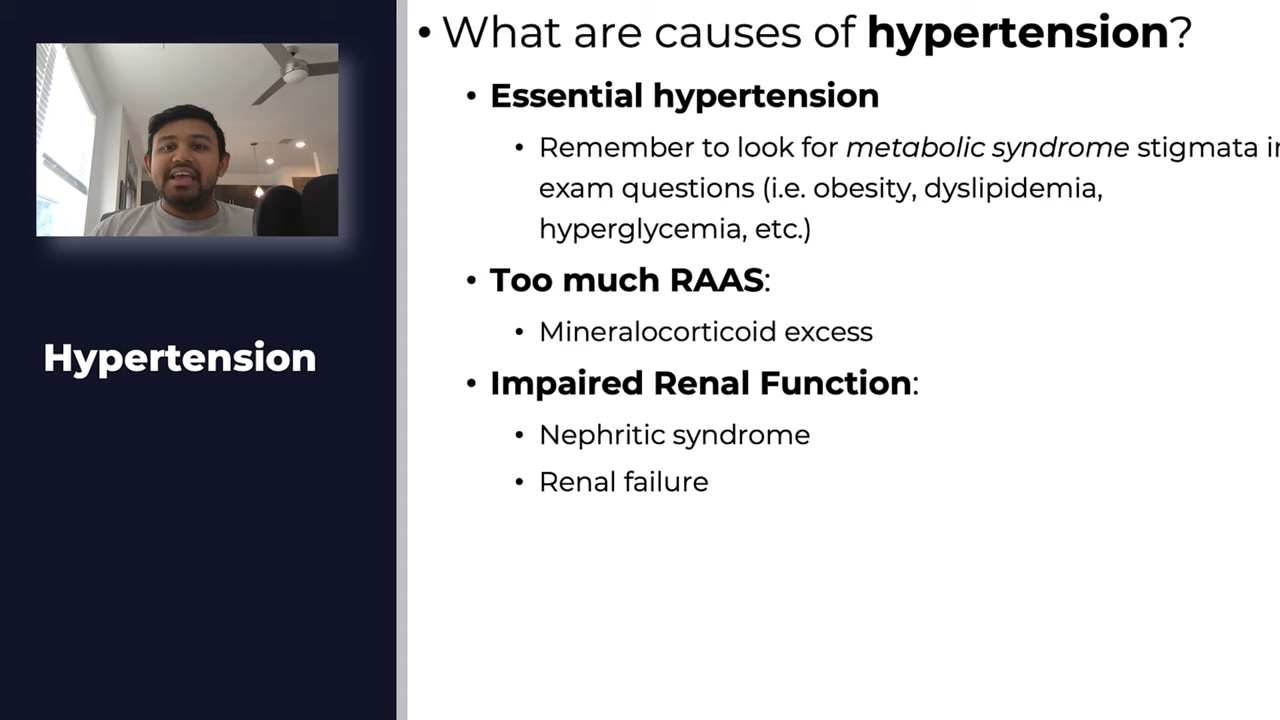 • What are causes of hypertension?
• Essential hypertension
• Remember to look for metabolic syndrome stigmata
exam questions (i.e. obesity, dyslipidemia,
hyperglycemia, etc.)
• Too much RAAS:
• Mineralocorticoid excess
• Impaired Renal Function:
• Nephritic syndrome
• Renal failure
Hypertension